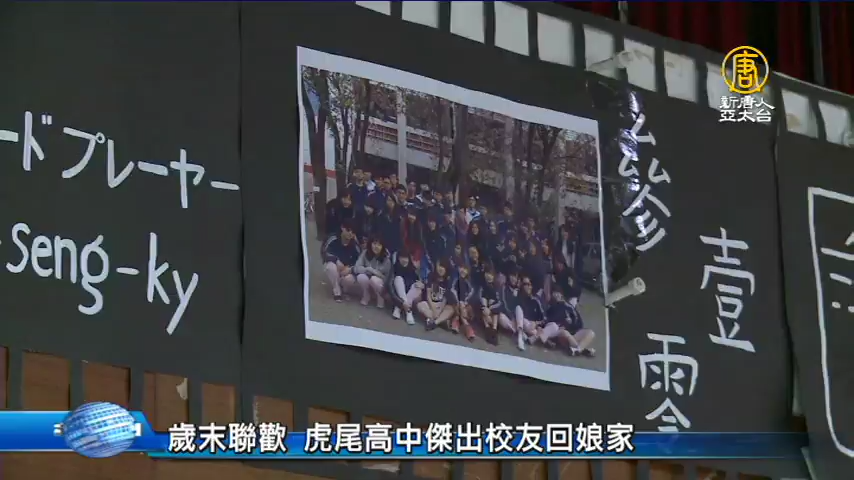 ードプレーヤー
seng-ky
參
壹
零
唐
新唐人
亞太台
歲末聯歡 虎尾高中傑出校友回娘家